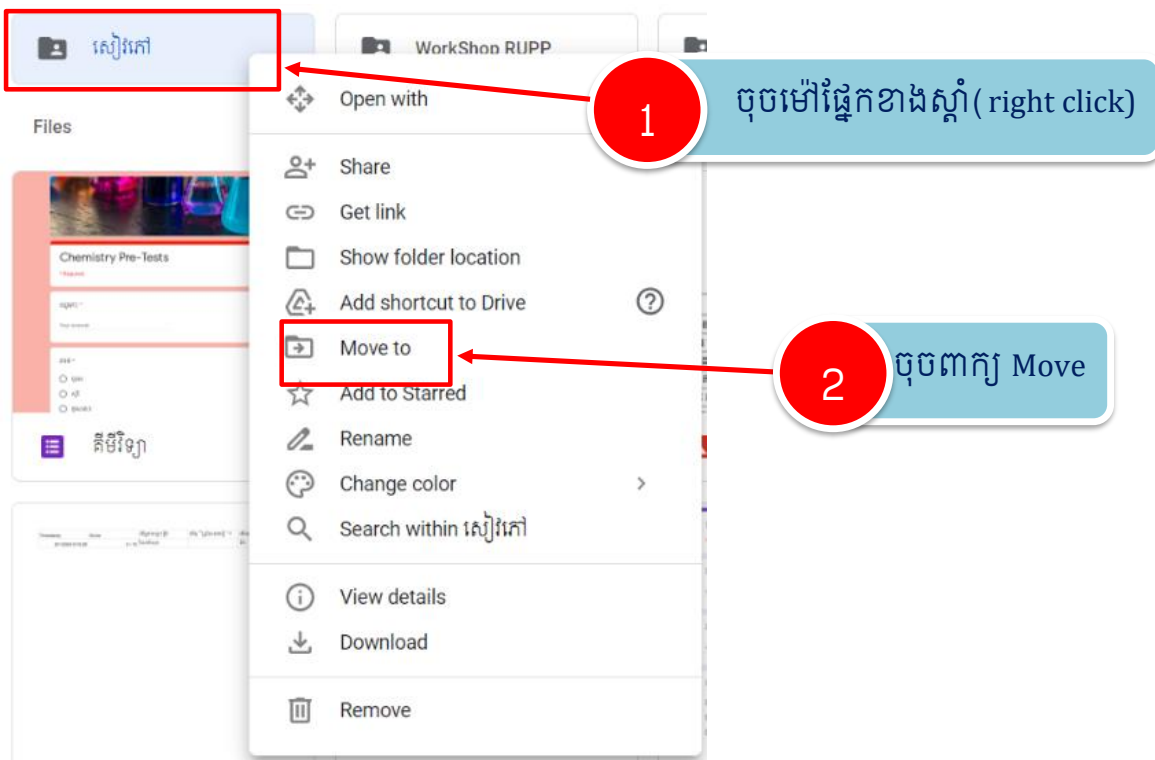 សៀវភៅ
WorkShop RUPP
Open with
1
ចុចម៉ៅផ្នែកខាងស្ដាំ(right click)
Files
Share
Get link
Chemistry Pre-Tests
Show folder location
Add shortcut to Drive
Move to
2
ចុចពាក្យ Move
Add to Starred
គីមីវិទ្យា
Rename
Change color
Search within សៀវភៅ
View details
Download
Remove